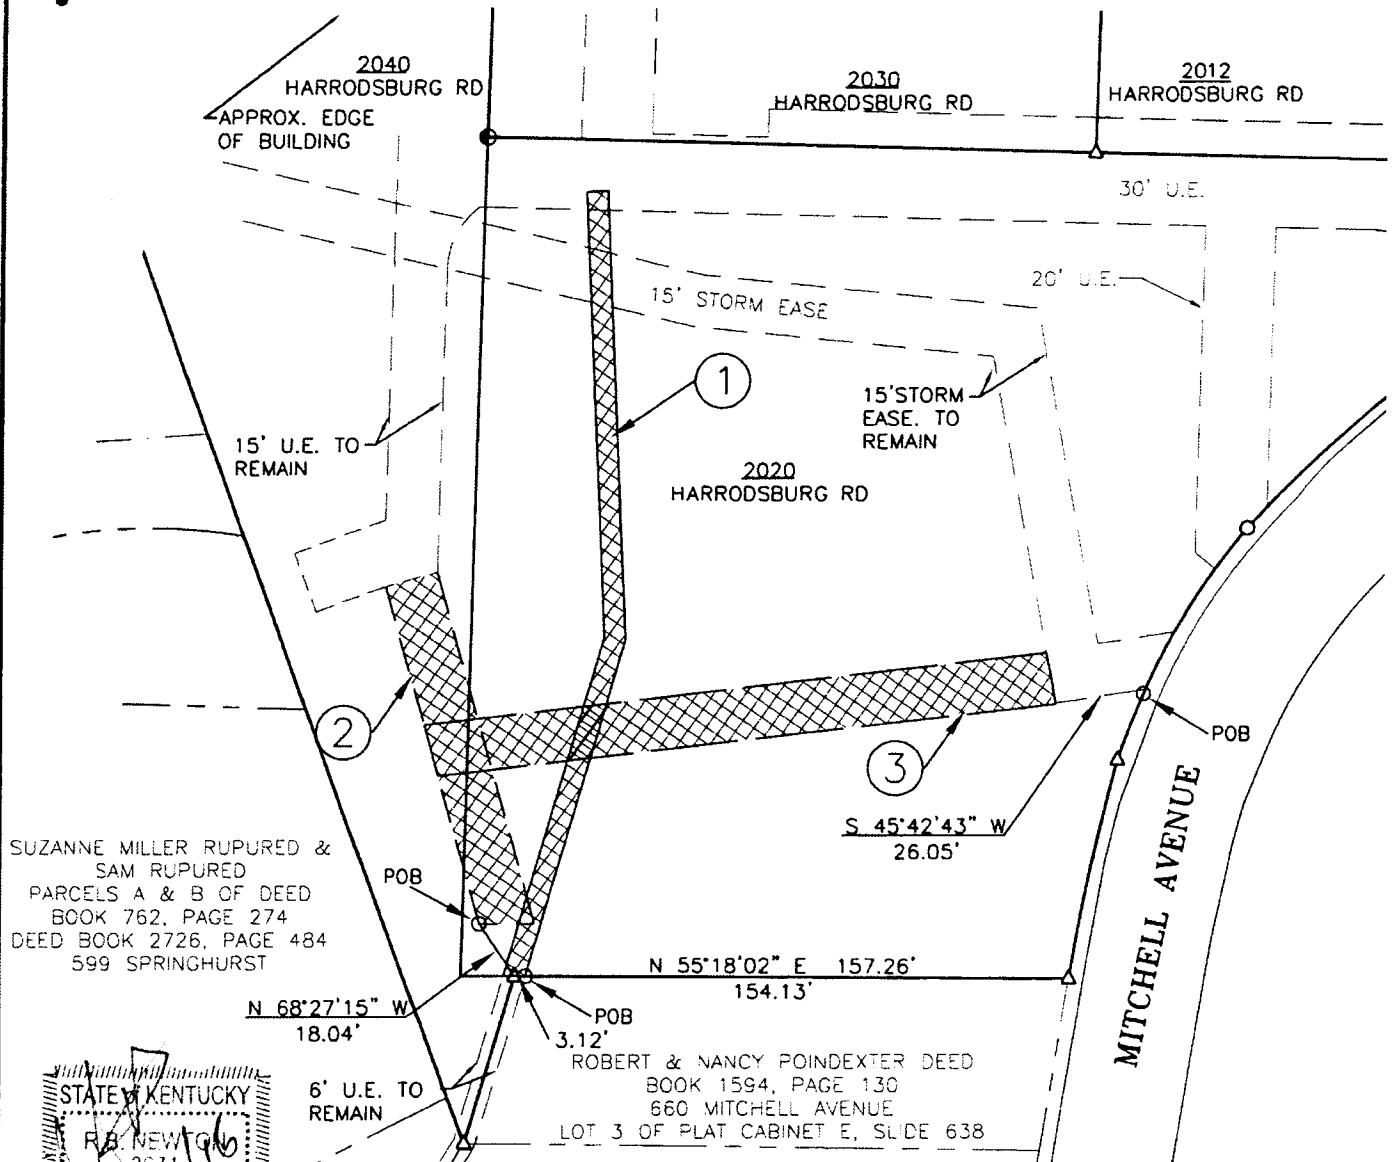 2040
HARRODSBURG RD
APPROX. EDGE
OF BUILDING
2030
HARRODSBURG RD
2012
HARRODSBURG RD
30' U.E.
20' U.E.
15' STORM EASE
1
15' STORM
EASE. TO
REMAIN
15' U.E. TO
REMAIN
2020
HARRODSBURG RD
2
3
POB
S 45°42'43" W
26.05'
MITCHELL AVENUE
SUZANNE MILLER RUPURED &
SAM RUPURED
PARCELS A & B OF DEED
BOOK 762, PAGE 274
DEED BOOK 2726, PAGE 484
599 SPRINGHURST
POB
N 55°18'02" E 157.26'
154.13'
N 68°27'15" W
18.04'
POB
3.12'
6' U.E. TO
REMAIN
ROBERT & NANCY POINDEXTER DEED
BOOK 1594, PAGE 130
660 MITCHELL AVENUE
LOT 3 OF PLAT CABINET E, SLIDE 638
STATE of KENTUCKY
R.B. NEWTON